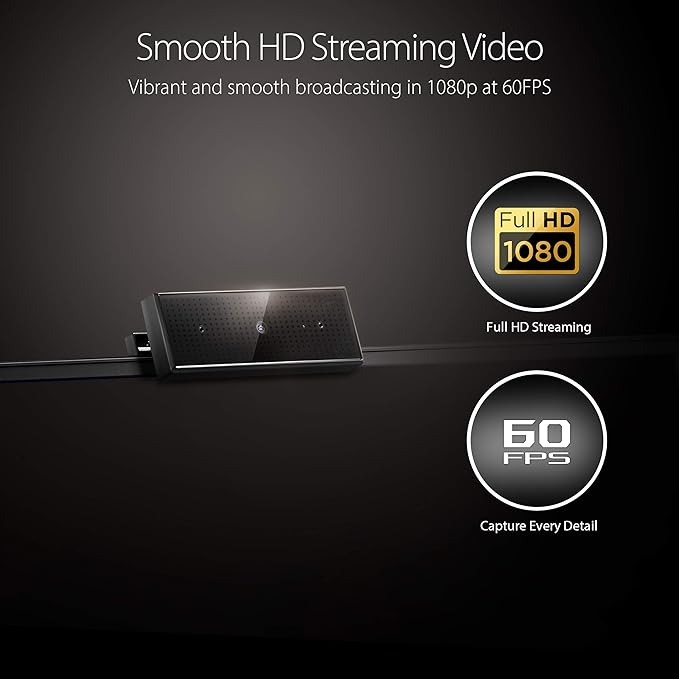 Smooth HD Streaming Video
Vibrant and smooth broadcasting in 1080p at 60FPS
Full HD
1080
Full HD Streaming
60
FPS
Capture Every Detail